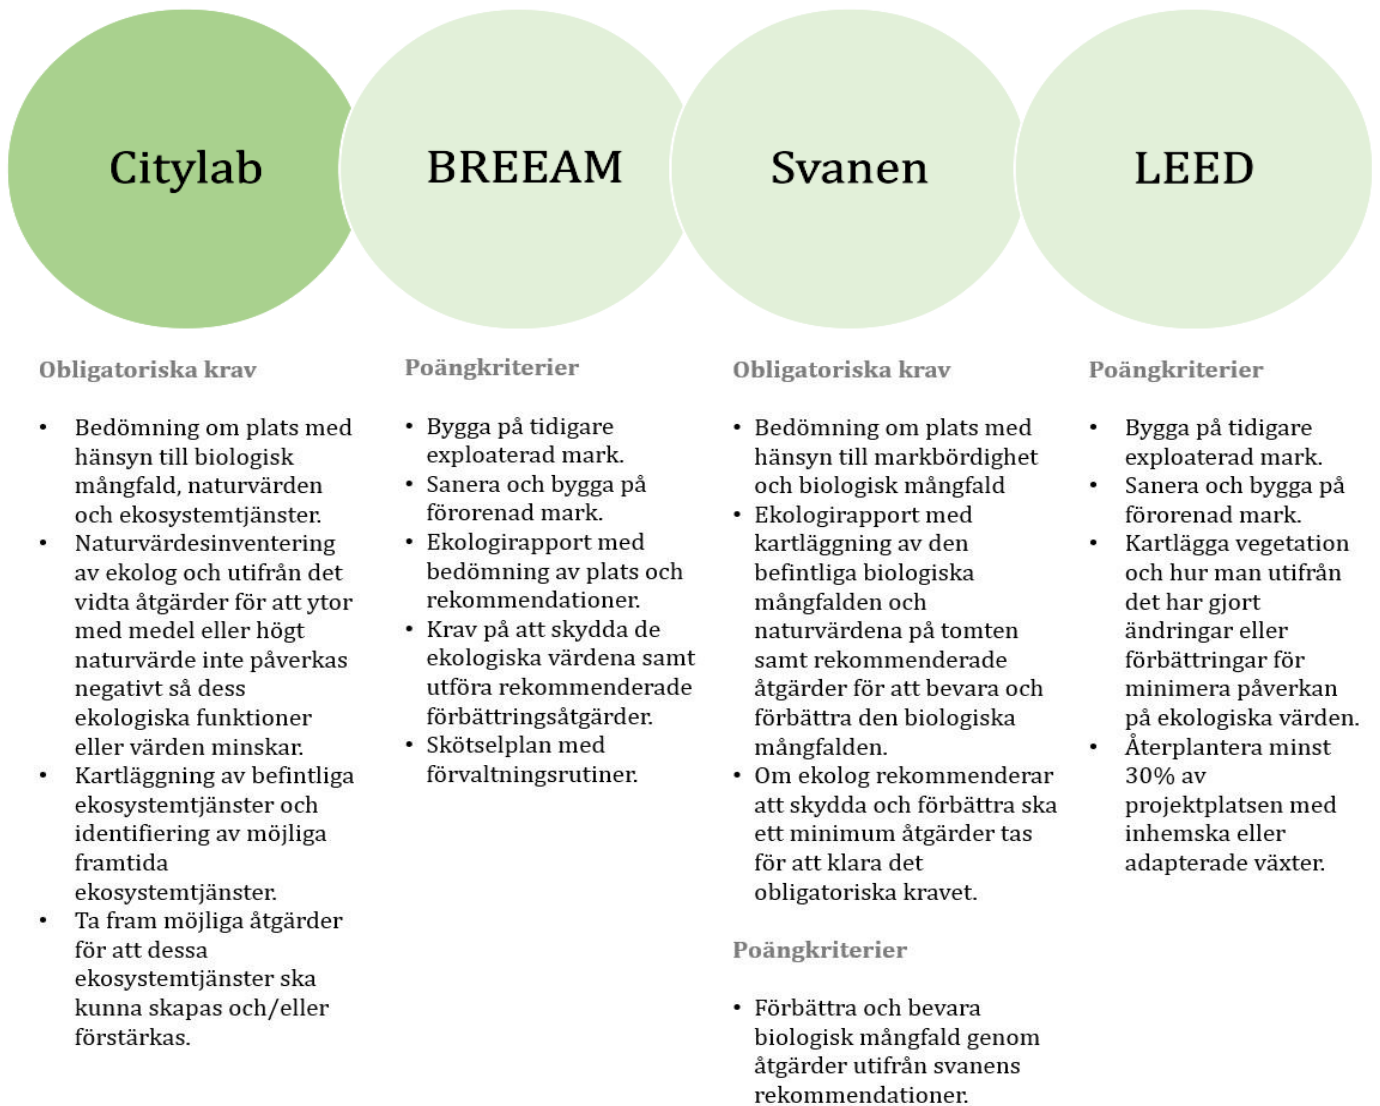 Citylab
BREEAM
Svanen
LEED
Obligatoriska krav
• Bedömning om plats med
hänsyn till biologisk
mångfald, naturvärden
och ekosystemtjänster.
• Naturvärdesinventering
av ekolog och utifrån det
vidta åtgärder för att ytor
med medel eller högt
naturvärde inte påverkas
negativt så dess
ekologiska funktioner
eller värden minskar.
• Kartläggning av befintliga
ekosystemtjänster och
identifiering av möjliga
framtida
ekosystemtjänster.
• Ta fram möjliga åtgärder
för att dessa
ekosystemtjänster ska
kunna skapas och/eller
förstärkas.
Poängkriterier
• Bygga på tidigare
exploaterad mark.
• Sanera och bygga på
förorenad mark.
• Ekologirapport med
bedömning av plats och
rekommendationer.
• Krav på att skydda de
ekologiska värdena samt
utföra rekommenderade
förbättringsåtgärder.
• Skötselplan med
förvaltningsrutiner.
Obligatoriska krav
• Bedömning om plats med
hänsyn till markbördighet
och biologisk mångfald
• Ekologirapport med
kartläggning av den
befintliga biologiska
mångfalden och
naturvärdena på tomten
samt rekommenderade
åtgärder för att bevara och
förbättra den biologiska
mångfalden.
• Om ekolog rekommenderar
att skydda och förbättra ska
ett minimum åtgärder tas
för att klara det
obligatoriska kravet.
Poängkriterier
• Förbättra och bevara
biologisk mångfald genom
åtgärder utifrån svanens
rekommendationer.
Poängkriterier
• Bygga på tidigare
exploaterad mark.
• Sanera och bygga på
förorenad mark.
• Kartlägga vegetation
och hur man utifrån
det har gjort
ändringar eller
förbättringar för
minimera påverkan
på ekologiska värden.
• Återplantera minst
30% av
projektplatsen med
inhemska eller
adapterade växter.